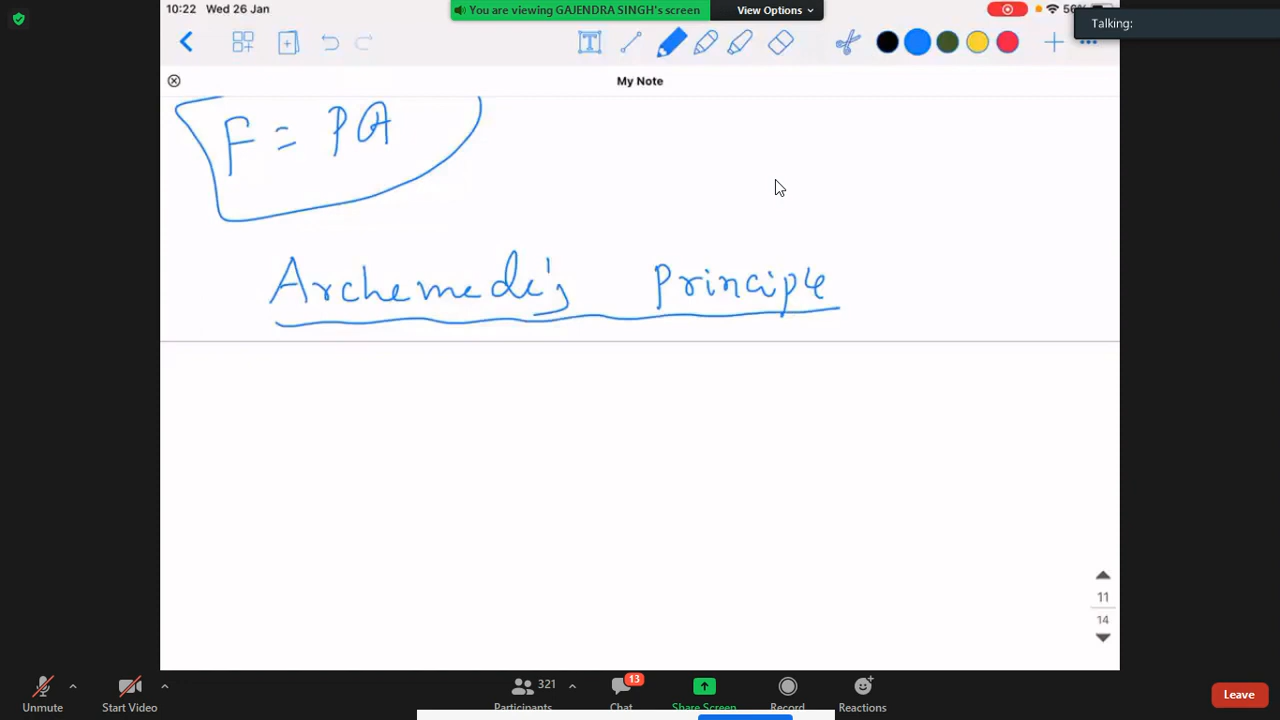 10:22 Wed 26 Jan
You are viewing GAJENDRA SINGH's screen
View Options
Talking:
My Note
F = PA
Archemede's Principle
11
14
Unmute
Start Video
321
Participants
13
Chat
Share Screen
Record
Reactions
Leave